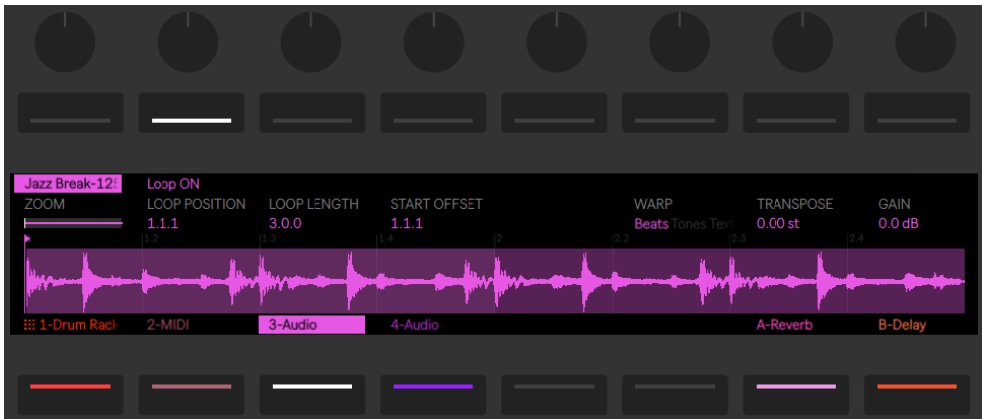 Jazz Break-12 Loop ON
ZOOM LOOP POSITION LOOP LENGTH START OFFSET WARP TRANSPOSE GAIN
1.1.1 3.0.0 1.1.1 Beats Tones Text 0.00 st 0.0 dB
1.2 1.3 1.4 2 2.2 2.3 2.4
1-Drum Rack 2-MIDI 3-Audio 4-Audio A-Reverb B-Delay